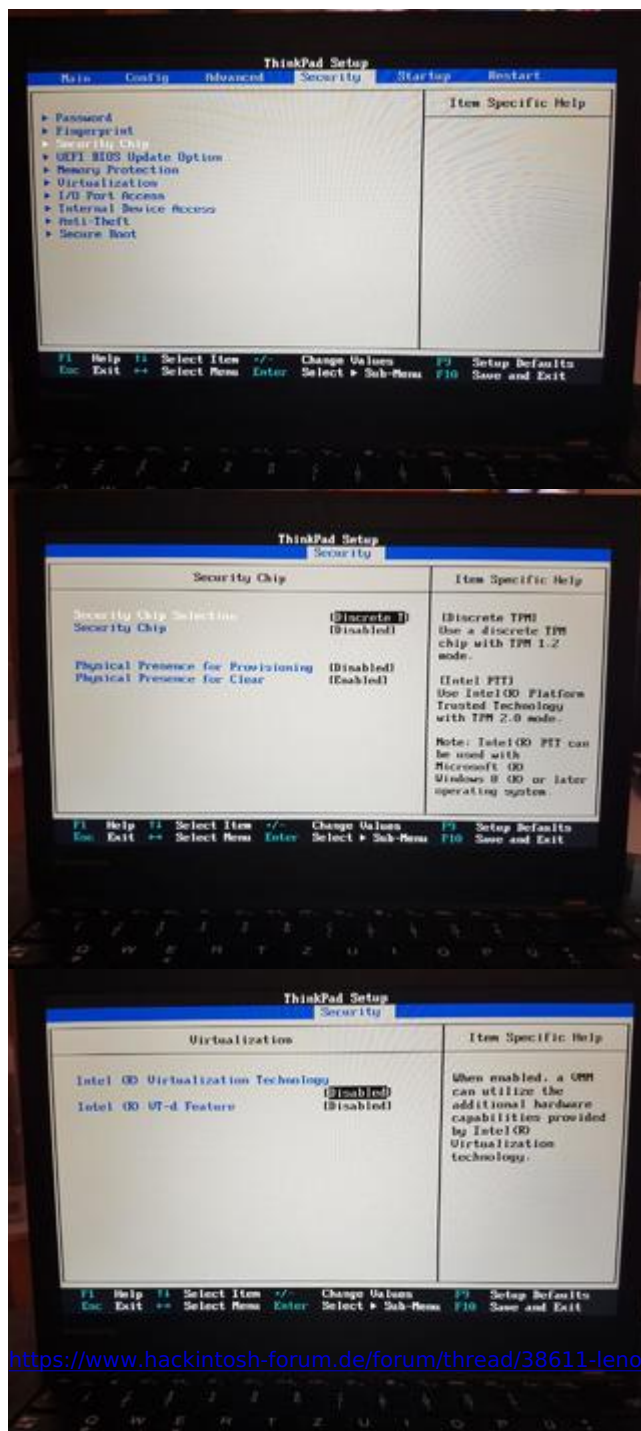 ThinkPad Setup
Main Config Advanced Security Startup Restart
Item Specific Help
▸ Password
▸ Fingerprint
▸ Security Chip
▸ UEFI BIOS Update Option
▸ Memory Protection
▸ Virtualization
▸ I/O Port Access
▸ Internal Device Access
▸ Anti-Theft
▸ Secure Boot
F1 Help ↑↓ Select Item -/- Change Values F9 Setup Defaults
Esc Exit ↔ Select Menu Enter Select ▸ Sub-Menu F10 Save and Exit
ThinkPad Setup
Security
Security Chip
Item Specific Help
Security Chip Selection [Discrete T]
Security Chip [Disabled]
Physical Presence for Provisioning [Disabled]
Physical Presence for Clear [Enabled]
[Discrete TPM]
Use a discrete TPM
chip with TPM 1.2
mode.
[Intel PTT]
Use Intel(R) Platform
Trusted Technology
with TPM 2.0 mode.
Note: Intel(R) PTT can
be used with
Microsoft (R)
Windows 8 (R) or later
operating system.
F1 Help ↑↓ Select Item -/- Change Values F9 Setup Defaults
Esc Exit ↔ Select Menu Enter Select ▸ Sub-Menu F10 Save and Exit
Q W E R T Z U I O P Ü
ThinkPad Setup
Security
Virtualization
Item Specific Help
Intel (R) Virtualization Technology
[Disabled]
Intel (R) VT-d Feature [Disabled]
When enabled, a VMM
can utilize the
additional hardware
capabilities provided
by Intel(R)
Virtualization
technology.
F1 Help ↑↓ Select Item -/- Change Values F9 Setup Defaults
Esc Exit ↔ Select Menu Enter Select ▸ Sub-Menu F10 Save and Exit
https://www.hackintosh-forum.de/forum/thread/38611-leno
Q W E R T Z U I O P Ü